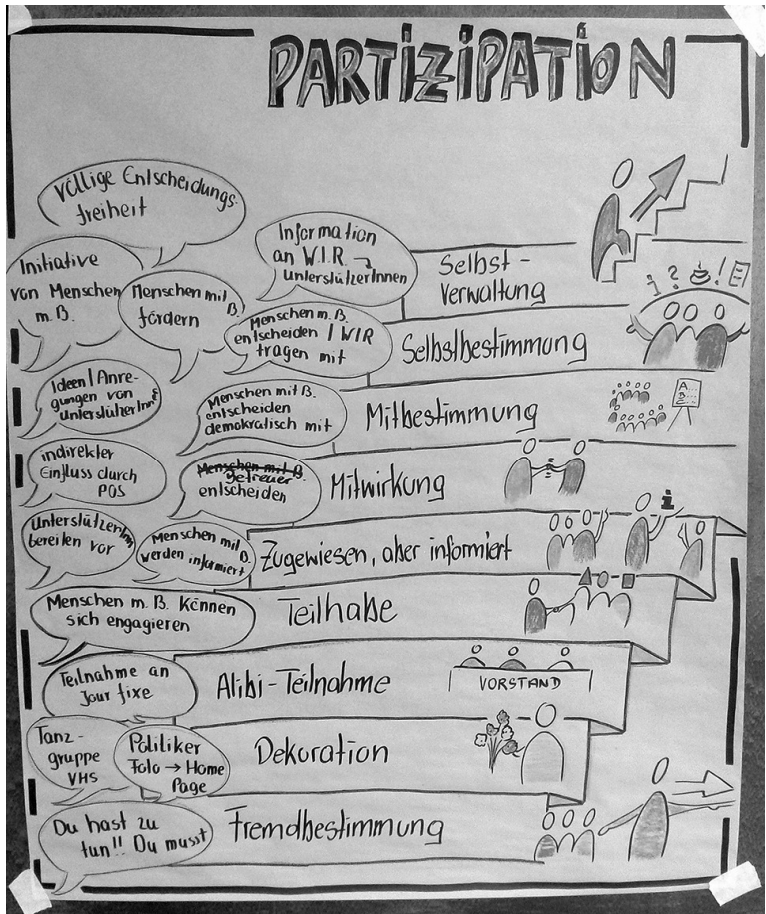 PARTIZIPATION
Völlige Entscheidungs-
freiheit
Information
an W.I.R. →
UnterstützerInnen
Selbst-
verwaltung
i ? !
Initiative
von Menschen
m. B.
Menschen mit B.
fördern
Menschen m. B.
entscheiden / WIR
tragen mit
Selbstbestimmung
Ideen / Anre-
gungen von
UnterstüherInnen
Menschen mit B.
entscheiden
demokratisch mit
Mitbestimmung
A...
B...
indirekter
Einfluss durch
POS
Menschen mit B.
Betreuer
entscheiden
Mitwirkung
UnterstützerInnen
bereiten vor
Menschen mit B.
werden informiert
Zugewiesen, aber informiert
i
Menschen m. B. können
sich engagieren
Teilhabe
Teilnahme an
Jour fixe
Alibi-Teilnahme
VORSTAND
Tanz-
gruppe
VHS
Politiker
Foto → Home
Page
Dekoration
Du hast zu
tun!! Du musst
Fremdbestimmung